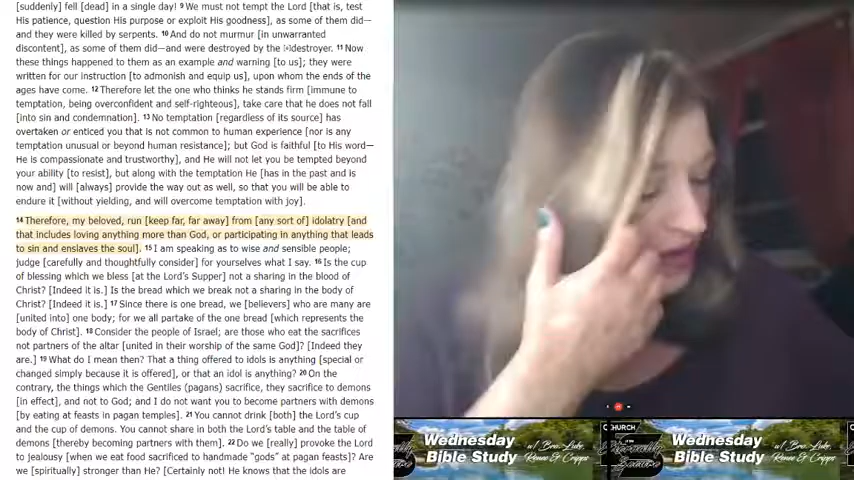 [suddenly] fell [dead] in a single day! 9 We must not tempt the Lord [that is, test
His patience, question His purpose or exploit His goodness], as some of them did—
and they were killed by serpents. 10 And do not murmur [in unwarranted
discontent], as some of them did—and were destroyed by the destroyer. 11 Now
these things happened to them as an example and warning [to us]; they were
written for our instruction [to admonish and equip us], upon whom the ends of the
ages have come. 12 Therefore let the one who thinks he stands firm [immune to
temptation, being overconfident and self-righteous], take care that he does not fall
[into sin and condemnation]. 13 No temptation [regardless of its source] has
overtaken or enticed you that is not common to human experience [nor is any
temptation unusual or beyond human resistance]; but God is faithful [to His word—
He is compassionate and trustworthy], and He will not let you be tempted beyond
your ability [to resist], but along with the temptation He [has in the past and is
now and] will [always] provide the way out as well, so that you will be able to
endure it [without yielding, and will overcome temptation with joy].
14 Therefore, my beloved, run [keep far, far away] from [any sort of] idolatry [and
that includes loving anything more than God, or participating in anything that leads
to sin and enslaves the soul]. 15 I am speaking as to wise and sensible people;
judge [carefully and thoughtfully consider] for yourselves what I say. 16 Is the cup
of blessing which we bless [at the Lord's Supper] not a sharing in the blood of
Christ? [Indeed it is.] Is the bread which we break not a sharing in the body of
Christ? [Indeed it is.] 17 Since there is one bread, we [believers] who are many are
[united into] one body; for we all partake of the one bread [which represents the
body of Christ]. 18 Consider the people of Israel; are those who eat the sacrifices
not partners of the altar [united in their worship of the same God]? [Indeed they
are.] 19 What do I mean then? That a thing offered to idols is anything [special or
changed simply because it is offered], or that an idol is anything? 20 On the
contrary, the things which the Gentiles (pagans) sacrifice, they sacrifice to demons
[in effect], and not to God; and I do not want you to become partners with demons
[by eating at feasts in pagan temples]. 21 You cannot drink [both] the Lord's cup
and the cup of demons. You cannot share in both the Lord's table and the table of
demons [thereby becoming partners with them]. 22 Do we [really] provoke the Lord
to jealousy [when we eat food sacrificed to handmade "gods" at pagan feasts]? Are
we [spiritually] stronger than He? [Certainly not! He knows that the idols are
Wednesday
Bible Study
w/ Bro. Luke,
Renee & Cripps
CHURCH
Eternally
Secure
Wednesday
Bible Study
w/ Bro. Luke,
Renee & Cripps